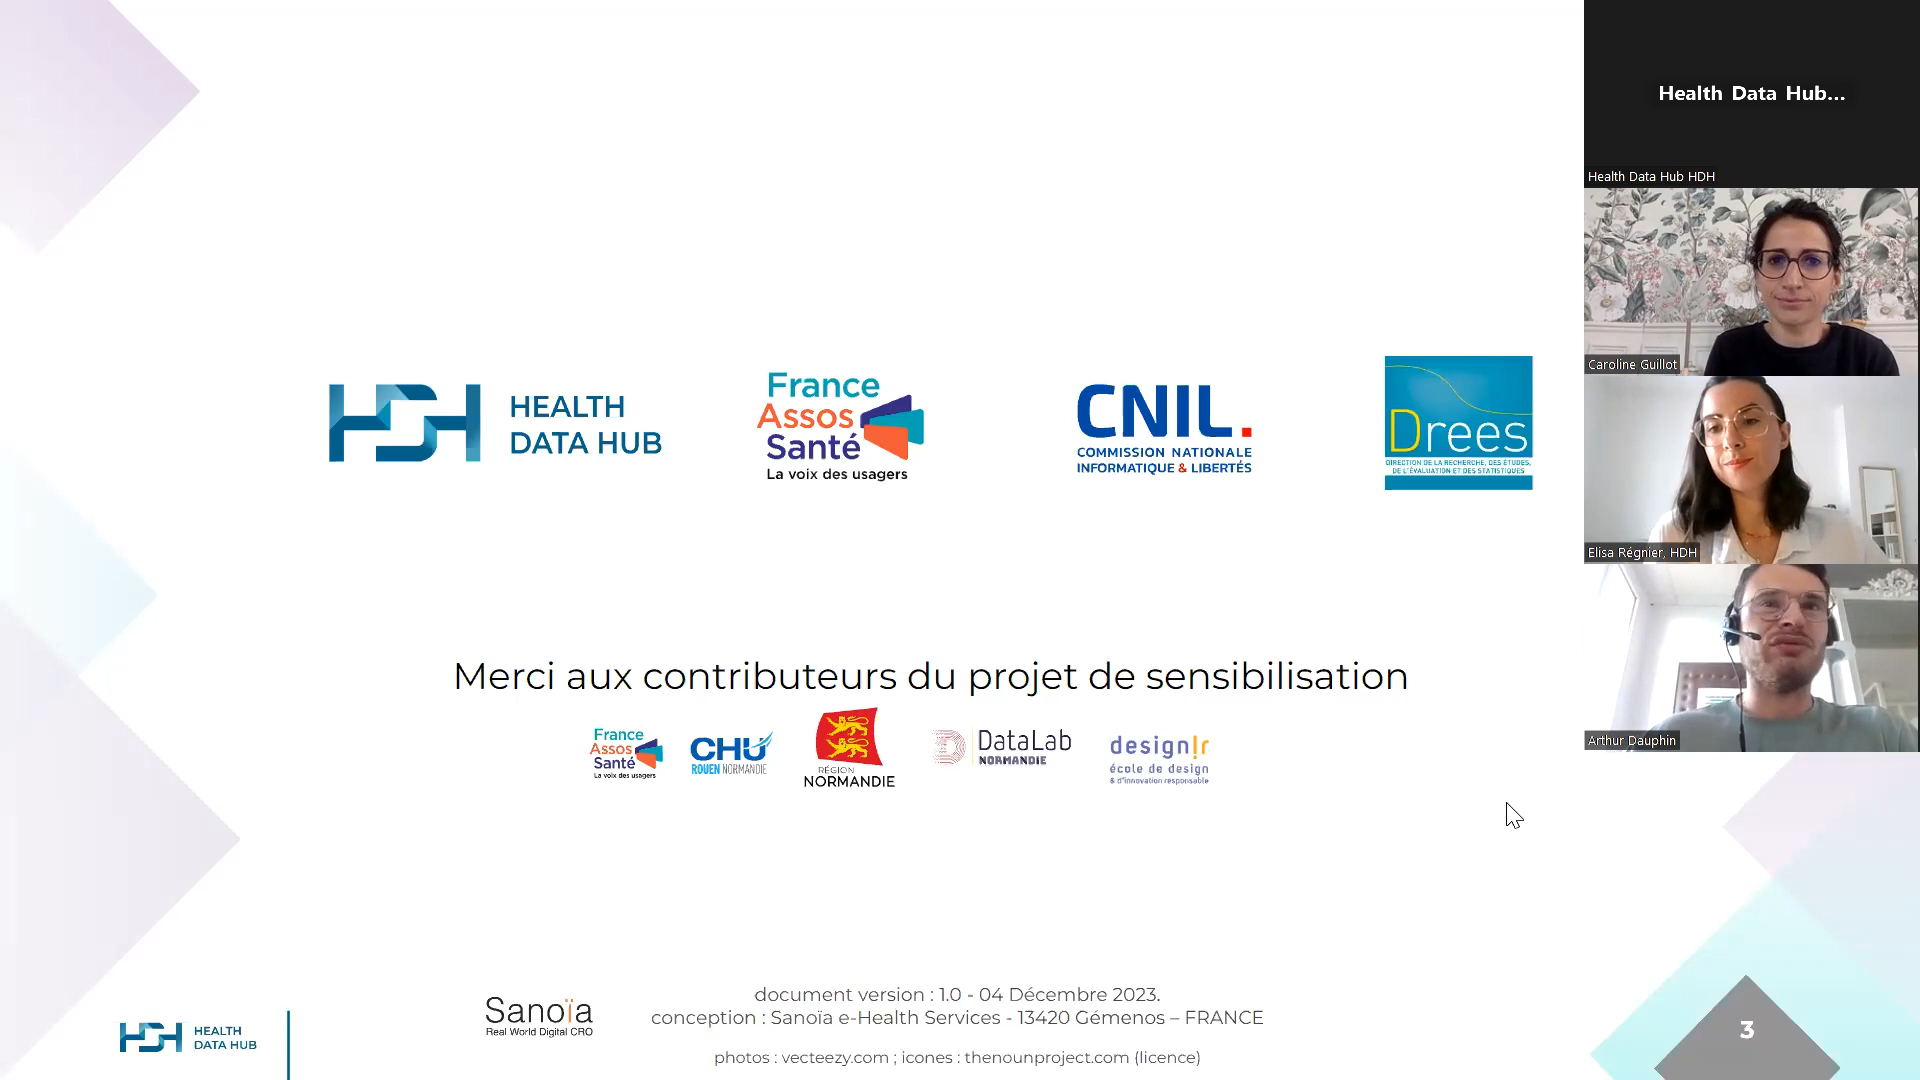 Health Data Hub...
Health Data Hub HDH
Caroline Guillot
Elisa Régnier, HDH
Arthur Dauphin
HEALTH
DATA HUB
France
Assos
Santé
La voix des usagers
CNIL.
COMMISSION NATIONALE
INFORMATIQUE & LIBERTÉS
Drees
DIRECTION DE LA RECHERCHE, DES ÉTUDES,
DE L'ÉVALUATION ET DES STATISTIQUES
Merci aux contributeurs du projet de sensibilisation
France
Assos
Santé
La voix des usagers
CHU
ROUEN NORMANDIE
RÉGION
NORMANDIE
DataLab
NORMANDIE
design!r
école de design
& d'innovation responsable
HDH
HEALTH
DATA HUB
Sanoïa
Real World Digital CRO
document version : 1.0 - 04 Décembre 2023.
conception : Sanoïa e-Health Services - 13420 Gémenos – FRANCE
photos : vecteezy.com ; icones : thenounproject.com (licence)
3